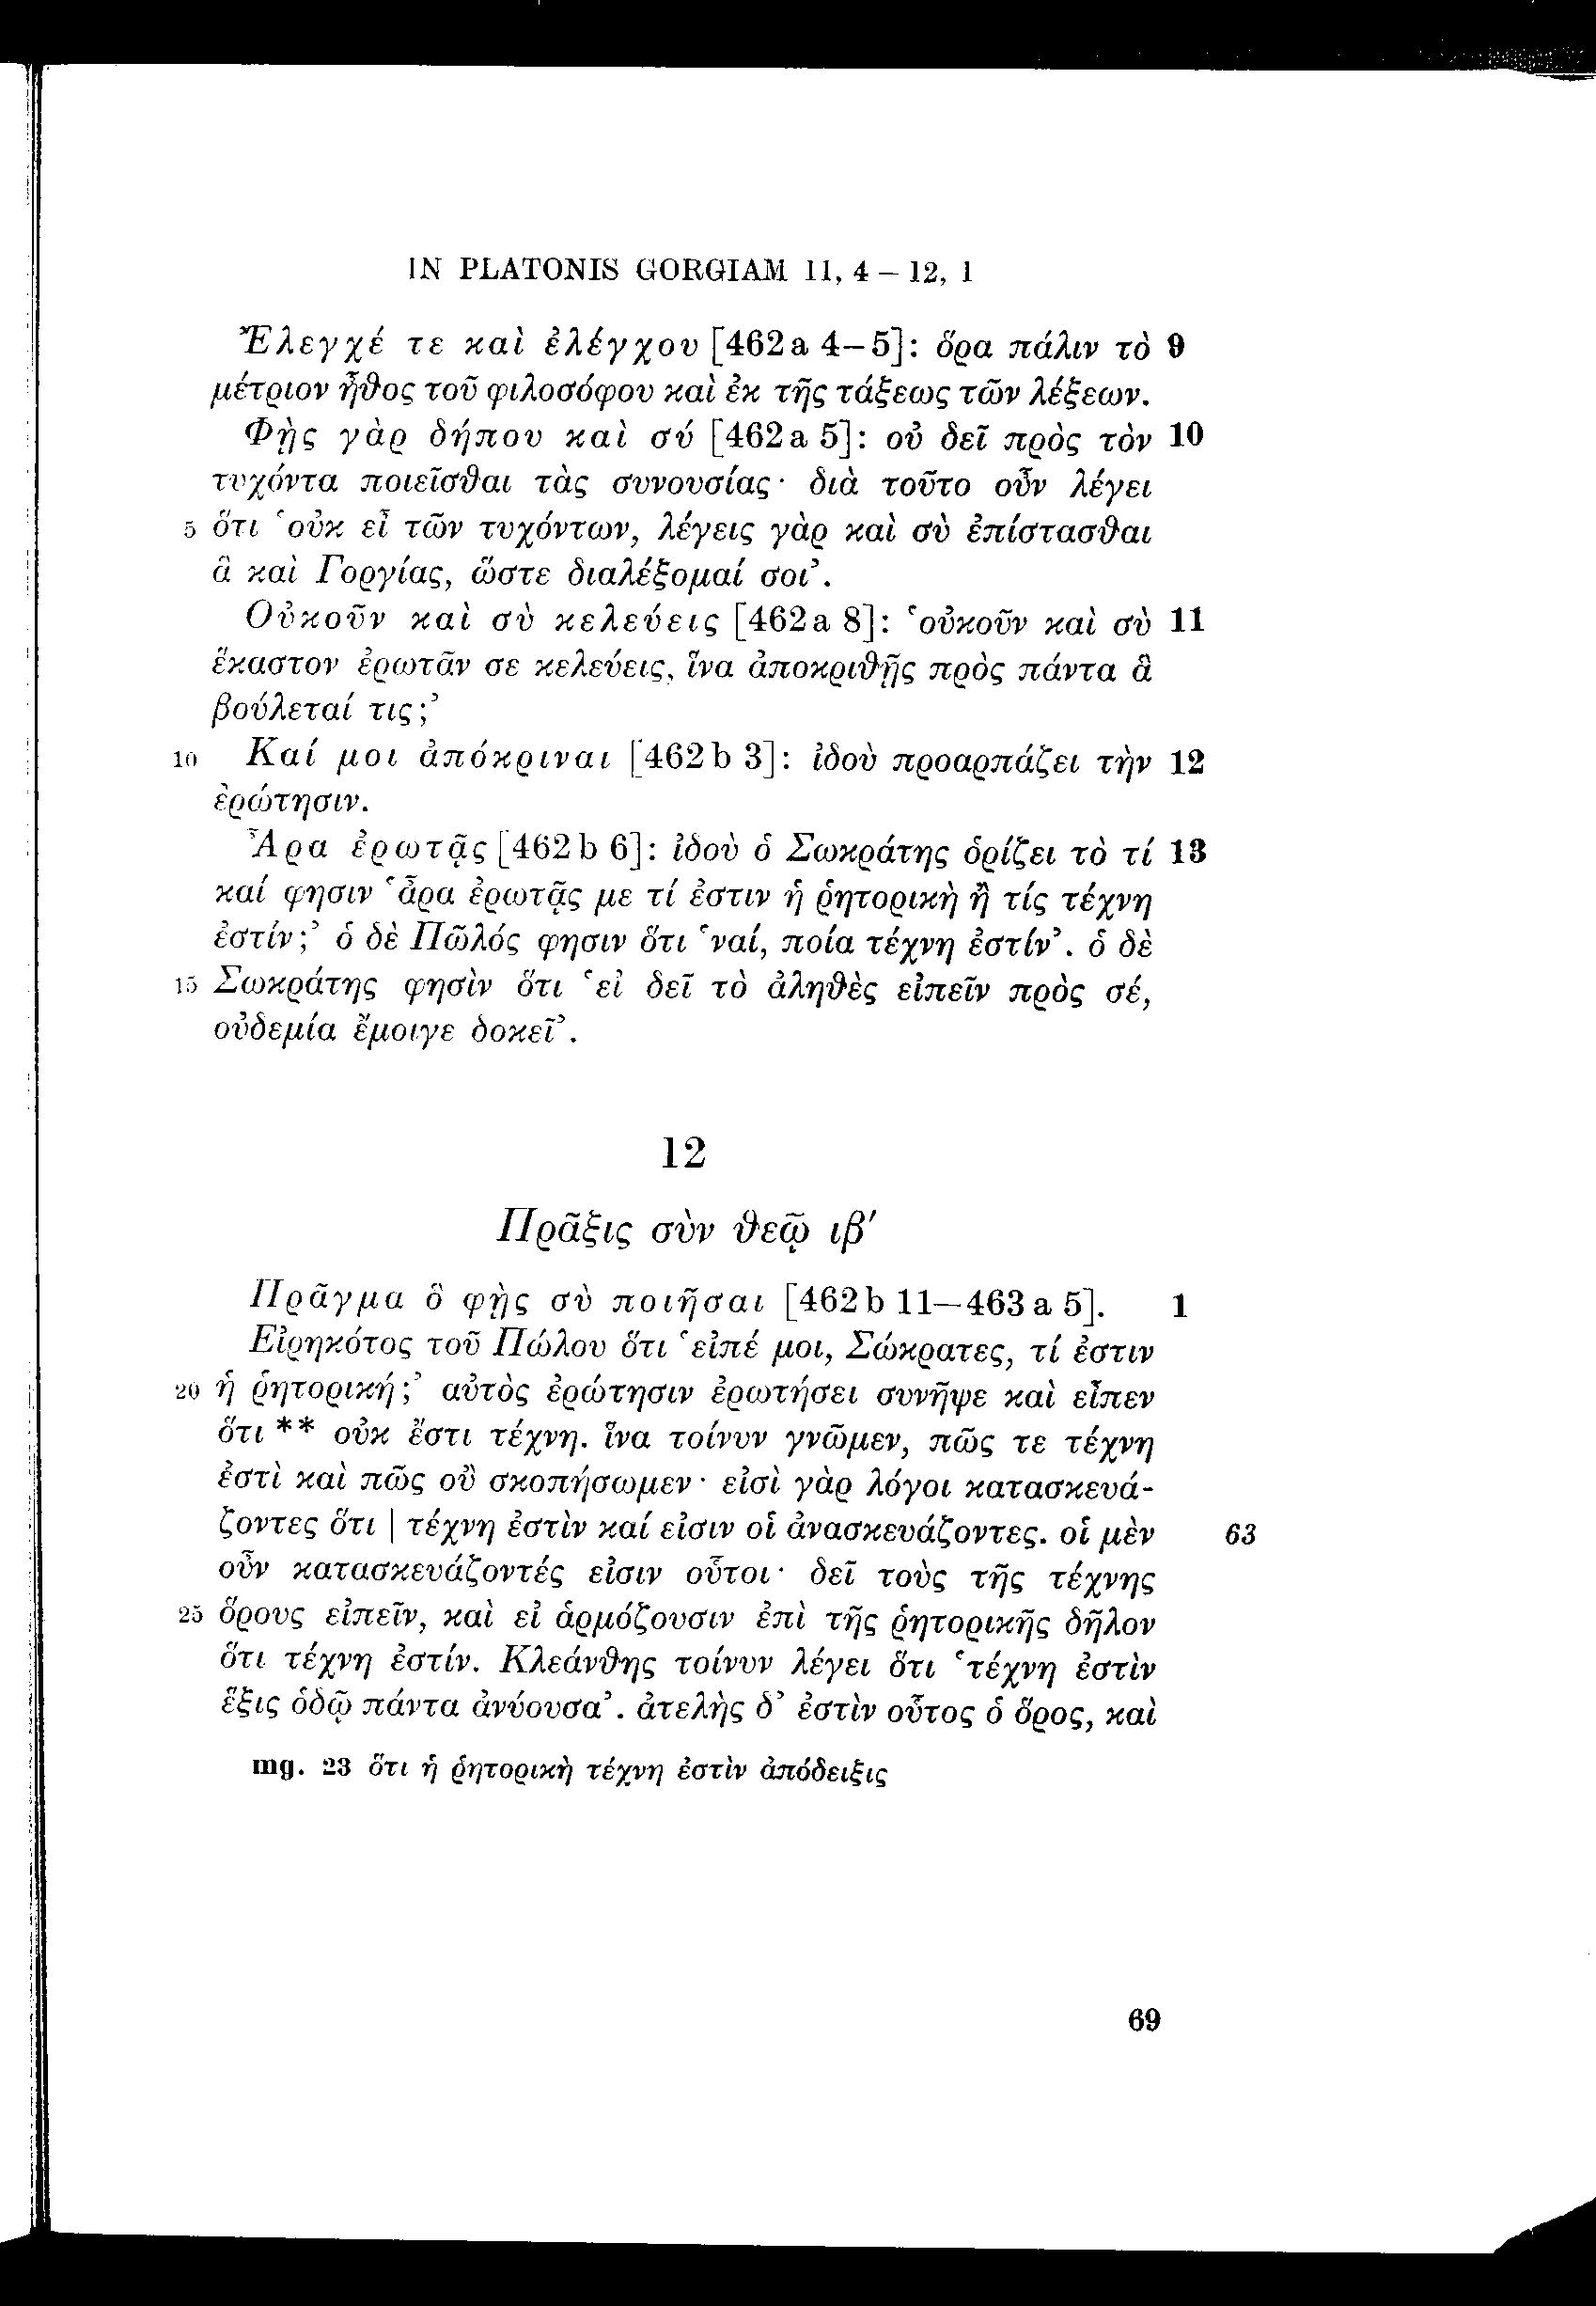 IN PLATONIS GORGIAM 11, 4 – 12, 1
Ἔλεγχέ τε καὶ ἐλέγχου [462a 4–5]: ὅρα πάλιν τὸ 9
μέτριον ἦθος τοῦ φιλοσόφου καὶ ἐκ τῆς τάξεως τῶν λέξεων.
Φῂς γὰρ δήπου καὶ σύ [462a 5]: οὐ δεῖ πρὸς τὸν 10
τυχόντα ποιεῖσθαι τὰς συνουσίας· διὰ τοῦτο οὖν λέγει
5 ὅτι ‘οὐκ εἶ τῶν τυχόντων, λέγεις γὰρ καὶ σὺ ἐπίστασθαι
ἃ καὶ Γοργίας, ὥστε διαλέξομαί σοι’.
Οὐκοῦν καὶ σὺ κελεύεις [462a 8]: ‘οὐκοῦν καὶ σὺ 11
ἕκαστον ἐρωτᾶν σε κελεύεις, ἵνα ἀποκριθῇς πρὸς πάντα ἃ
βούλεταί τις;’
10 Καί μοι ἀπόκριναι [462b 3]: ἰδοὺ προαρπάζει τὴν 12
ἐρώτησιν.
Ἆρα ἐρωτᾷς [462b 6]: ἰδοὺ ὁ Σωκράτης ὁρίζει τὸ τί 13
καί φησιν ‘ἆρα ἐρωτᾷς με τί ἐστιν ἡ ῥητορικὴ ἢ τίς τέχνη
ἐστίν;’ ὁ δὲ Πῶλός φησιν ὅτι ‘ναί, ποία τέχνη ἐστίν’. ὁ δὲ
15 Σωκράτης φησὶν ὅτι ‘εἰ δεῖ τὸ ἀληθὲς εἰπεῖν πρὸς σέ,
οὐδεμία ἔμοιγε δοκεῖ’.
12
Πρᾶξις σὺν θεῷ ιβ′
Πρᾶγμα ὃ φῂς σὺ ποιῆσαι [462b 11–463a 5]. 1
Εἰρηκότος τοῦ Πώλου ὅτι ‘εἰπέ μοι, Σώκρατες, τί ἐστιν
20 ἡ ῥητορική;’ αὐτὸς ἐρώτησιν ἐρωτήσει συνῆψε καὶ εἶπεν
ὅτι ** οὐκ ἔστι τέχνη. ἵνα τοίνυν γνῶμεν, πῶς τε τέχνη
ἐστὶ καὶ πῶς οὒ σκοπήσωμεν· εἰσὶ γὰρ λόγοι κατασκευά-
ζοντες ὅτι | τέχνη ἐστὶν καί εἰσιν οἱ ἀνασκευάζοντες. οἱ μὲν 63
οὖν κατασκευάζοντές εἰσιν οὗτοι· δεῖ τοὺς τῆς τέχνης
25 ὅρους εἰπεῖν, καὶ εἰ ἁρμόζουσιν ἐπὶ τῆς ῥητορικῆς δῆλον
ὅτι τέχνη ἐστίν. Κλεάνθης τοίνυν λέγει ὅτι ‘τέχνη ἐστὶν
ἕξις ὁδῷ πάντα ἀνύουσα’. ἀτελὴς δ’ ἐστὶν οὗτος ὁ ὅρος, καὶ
mg. 23 ὅτι ἡ ῥητορικὴ τέχνη ἐστὶν ἀπόδειξις
69